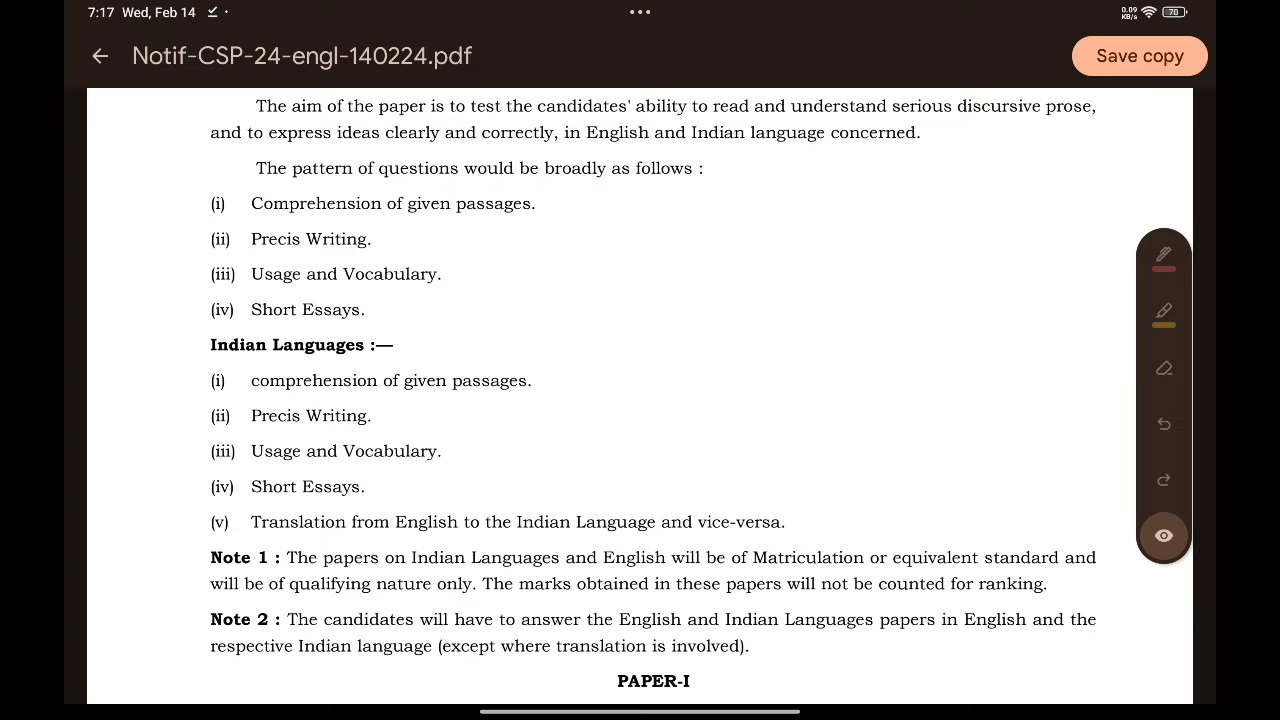 7:17 Wed, Feb 14
0.09
KB/s
70
Notif-CSP-24-engl-140224.pdf
Save copy
The aim of the paper is to test the candidates' ability to read and understand serious discursive prose,
and to express ideas clearly and correctly, in English and Indian language concerned.
The pattern of questions would be broadly as follows :
(i) Comprehension of given passages.
(ii) Precis Writing.
(iii) Usage and Vocabulary.
(iv) Short Essays.
Indian Languages :—
(i) comprehension of given passages.
(ii) Precis Writing.
(iii) Usage and Vocabulary.
(iv) Short Essays.
(v) Translation from English to the Indian Language and vice-versa.
Note 1 : The papers on Indian Languages and English will be of Matriculation or equivalent standard and
will be of qualifying nature only. The marks obtained in these papers will not be counted for ranking.
Note 2 : The candidates will have to answer the English and Indian Languages papers in English and the
respective Indian language (except where translation is involved).
PAPER-I